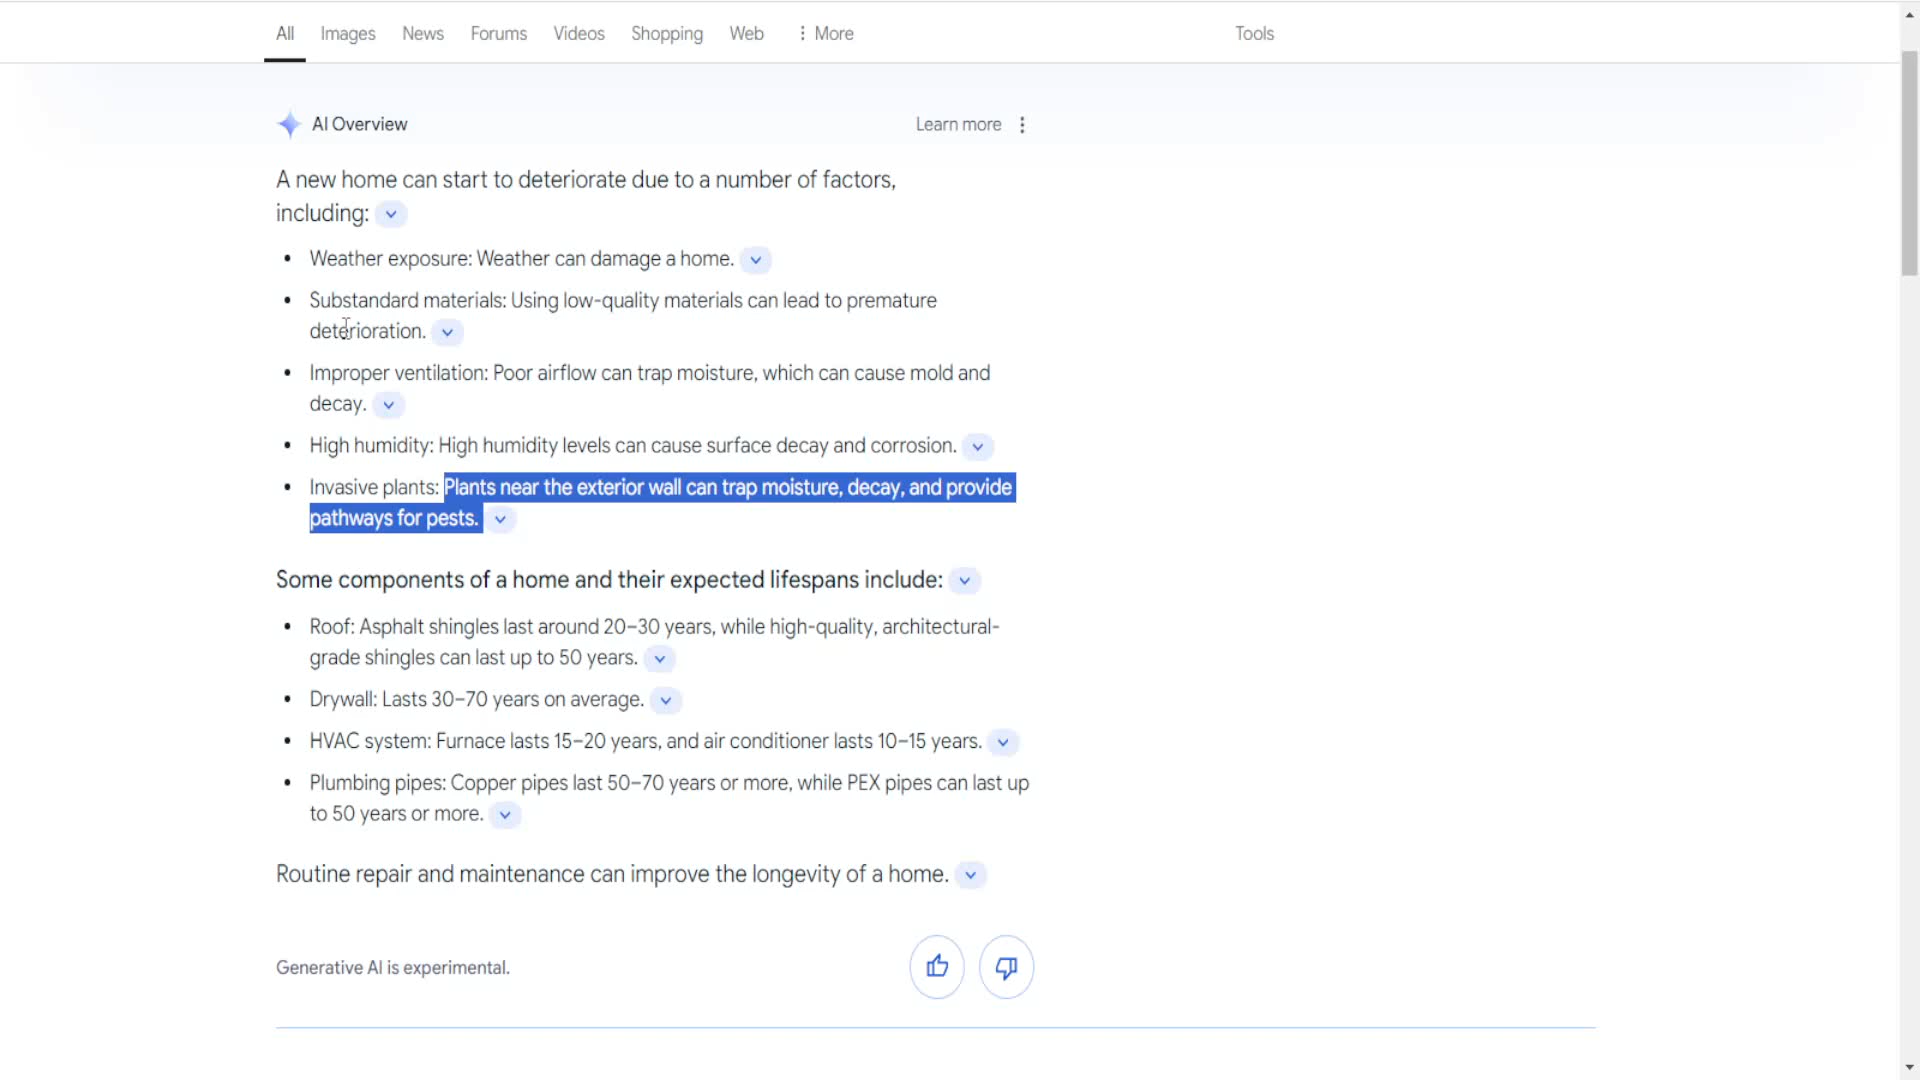 All Images News Forums Videos Shopping Web More Tools
AI Overview Learn more
A new home can start to deteriorate due to a number of factors,
including:
• Weather exposure: Weather can damage a home.
• Substandard materials: Using low-quality materials can lead to premature
deterioration.
• Improper ventilation: Poor airflow can trap moisture, which can cause mold and
decay.
• High humidity: High humidity levels can cause surface decay and corrosion.
• Invasive plants: Plants near the exterior wall can trap moisture, decay, and provide
pathways for pests.
Some components of a home and their expected lifespans include:
• Roof: Asphalt shingles last around 20–30 years, while high-quality, architectural-
grade shingles can last up to 50 years.
• Drywall: Lasts 30–70 years on average.
• HVAC system: Furnace lasts 15–20 years, and air conditioner lasts 10–15 years.
• Plumbing pipes: Copper pipes last 50–70 years or more, while PEX pipes can last up
to 50 years or more.
Routine repair and maintenance can improve the longevity of a home.
Generative AI is experimental.